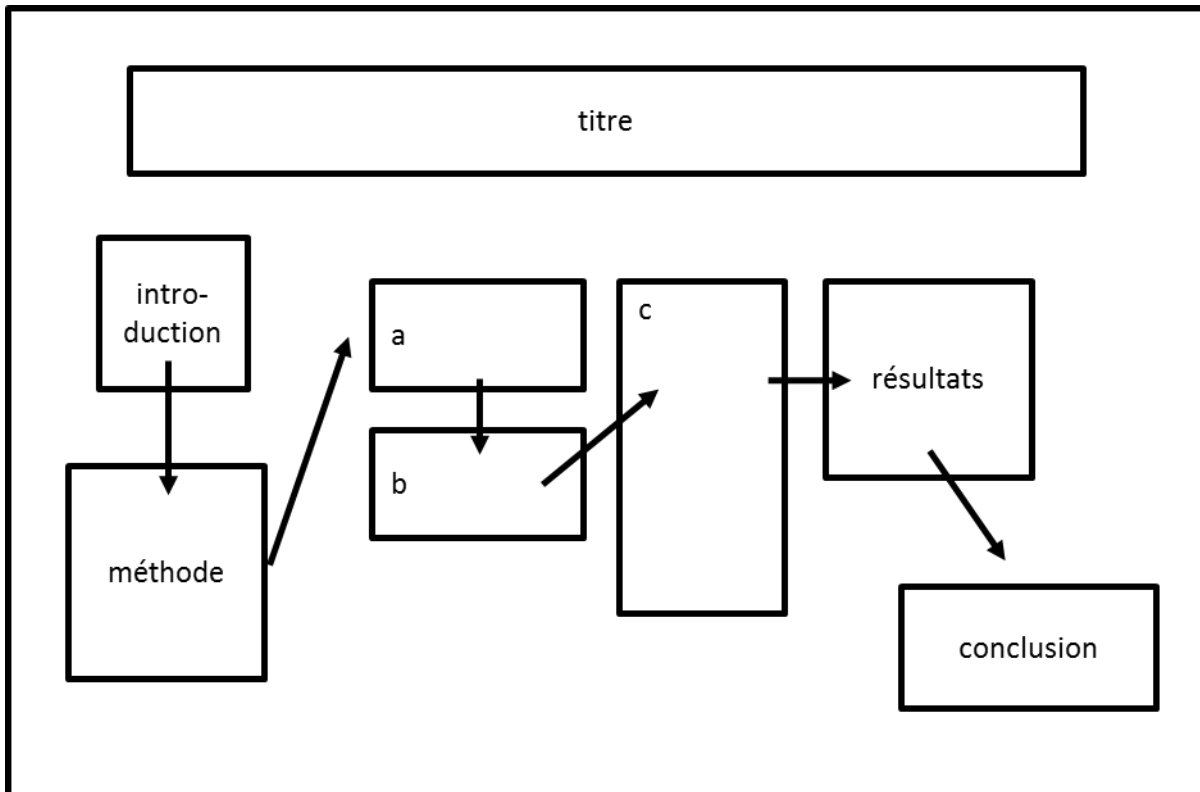 titre
intro-
duction
méthode
a
b
c
résultats
conclusion